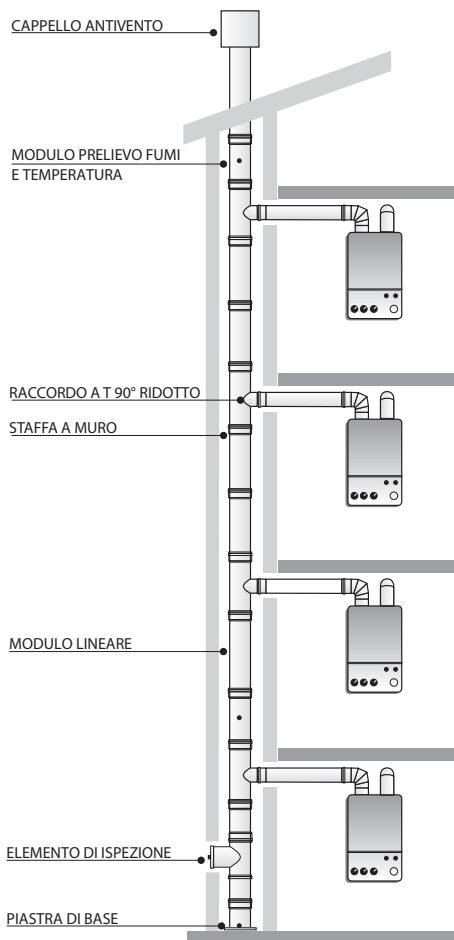 CAPPELLO ANTIVENTO
MODULO PRELIEVO FUMI
E TEMPERATURA
RACCORDO A T 90° RIDOTTO
STAFFA A MURO
MODULO LINEARE
ELEMENTO DI ISPEZIONE
PIASTRA DI BASE